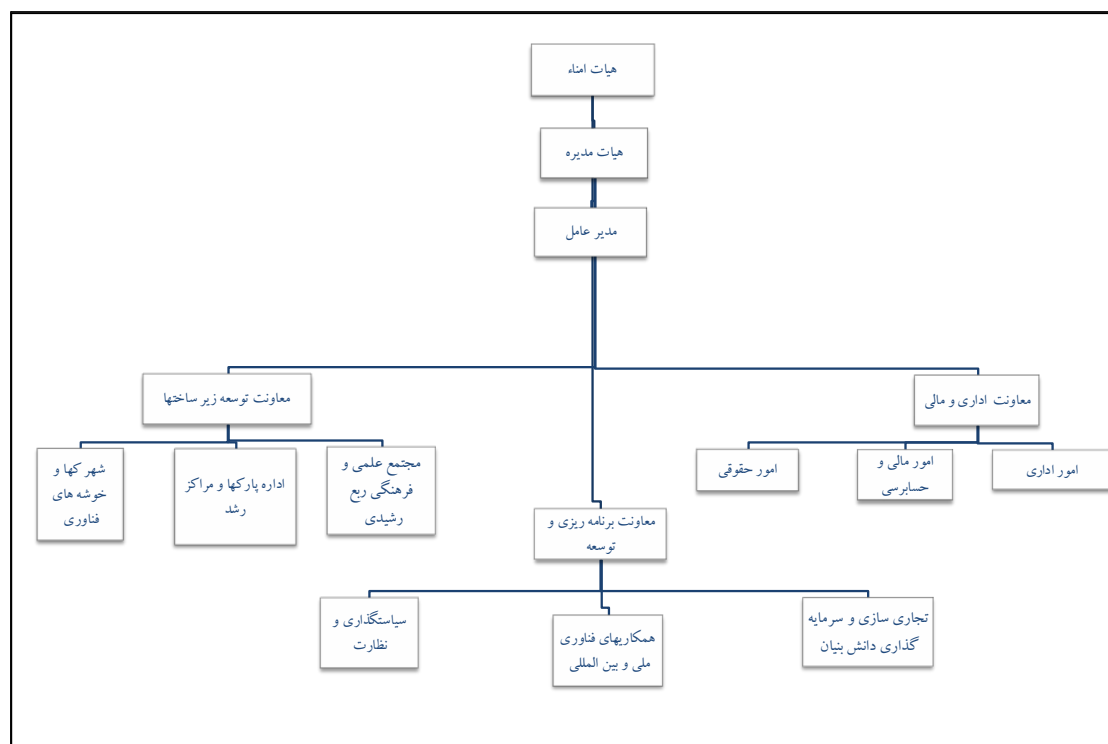 هیات امناء
هیات مدیره
مدیر عامل
معاونت اداری و مالی
معاونت توسعه زیر ساختها
امور اداری
امور مالی و
حسابرسی
امور حقوقی
مجتمع علمی و
فرهنگی ربع
رشیدی
اداره پارکها و مراکز
رشد
شهر کها و
خوشه های
فناوری
معاونت برنامه ریزی و
توسعه
تجاری سازی و سرمایه
گذاری دانش بنیان
همکاریهای فناوری
ملی و بین المللی
سیاستگذاری و
نظارت